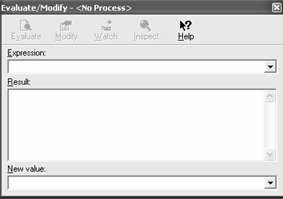 Evaluate/Modify - <No Process>
Evaluate Modify Watch Inspect Help
Expression:
Result:
New value: